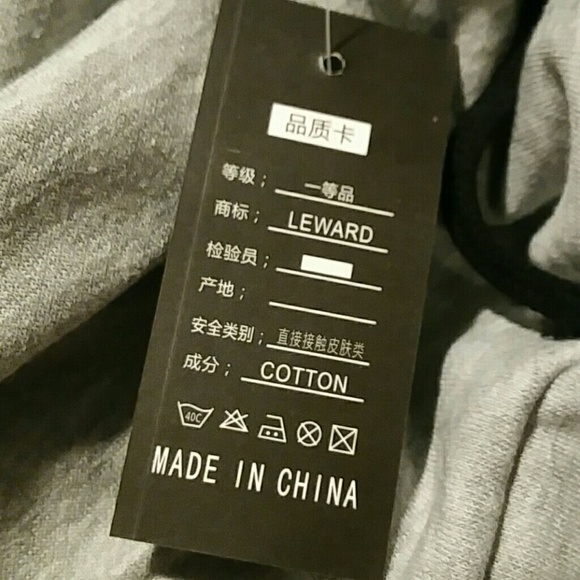 品质卡
等级；一等品
商标；LEWARD
检验员；
产地；
安全类别；直接接触皮肤类
成分；COTTON
40C
MADE IN CHINA